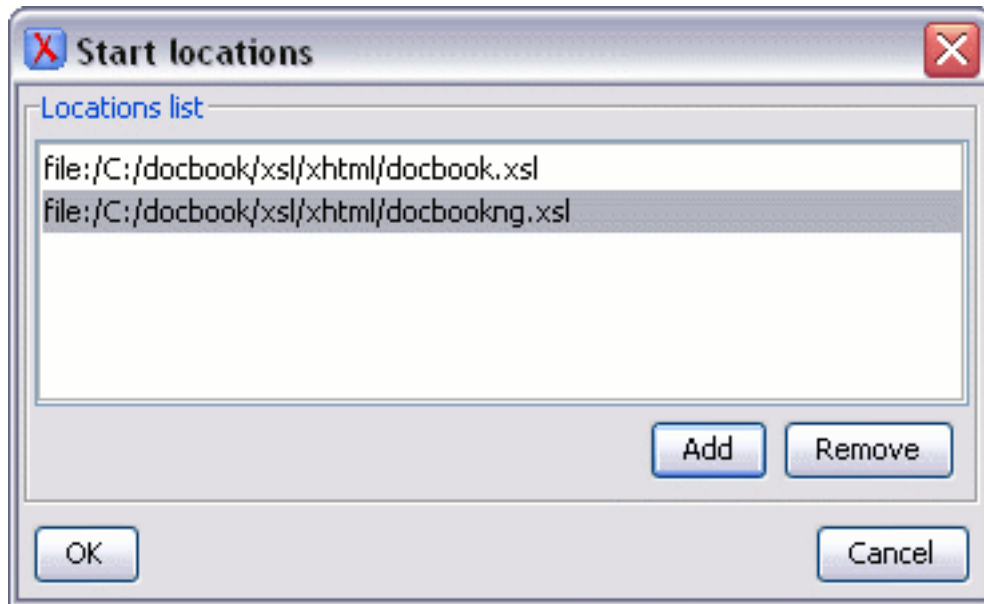 Start locations
Locations list
file:/C:/docbook/xsl/xhtml/docbook.xsl
file:/C:/docbook/xsl/xhtml/docbookng.xsl
Add Remove
OK Cancel